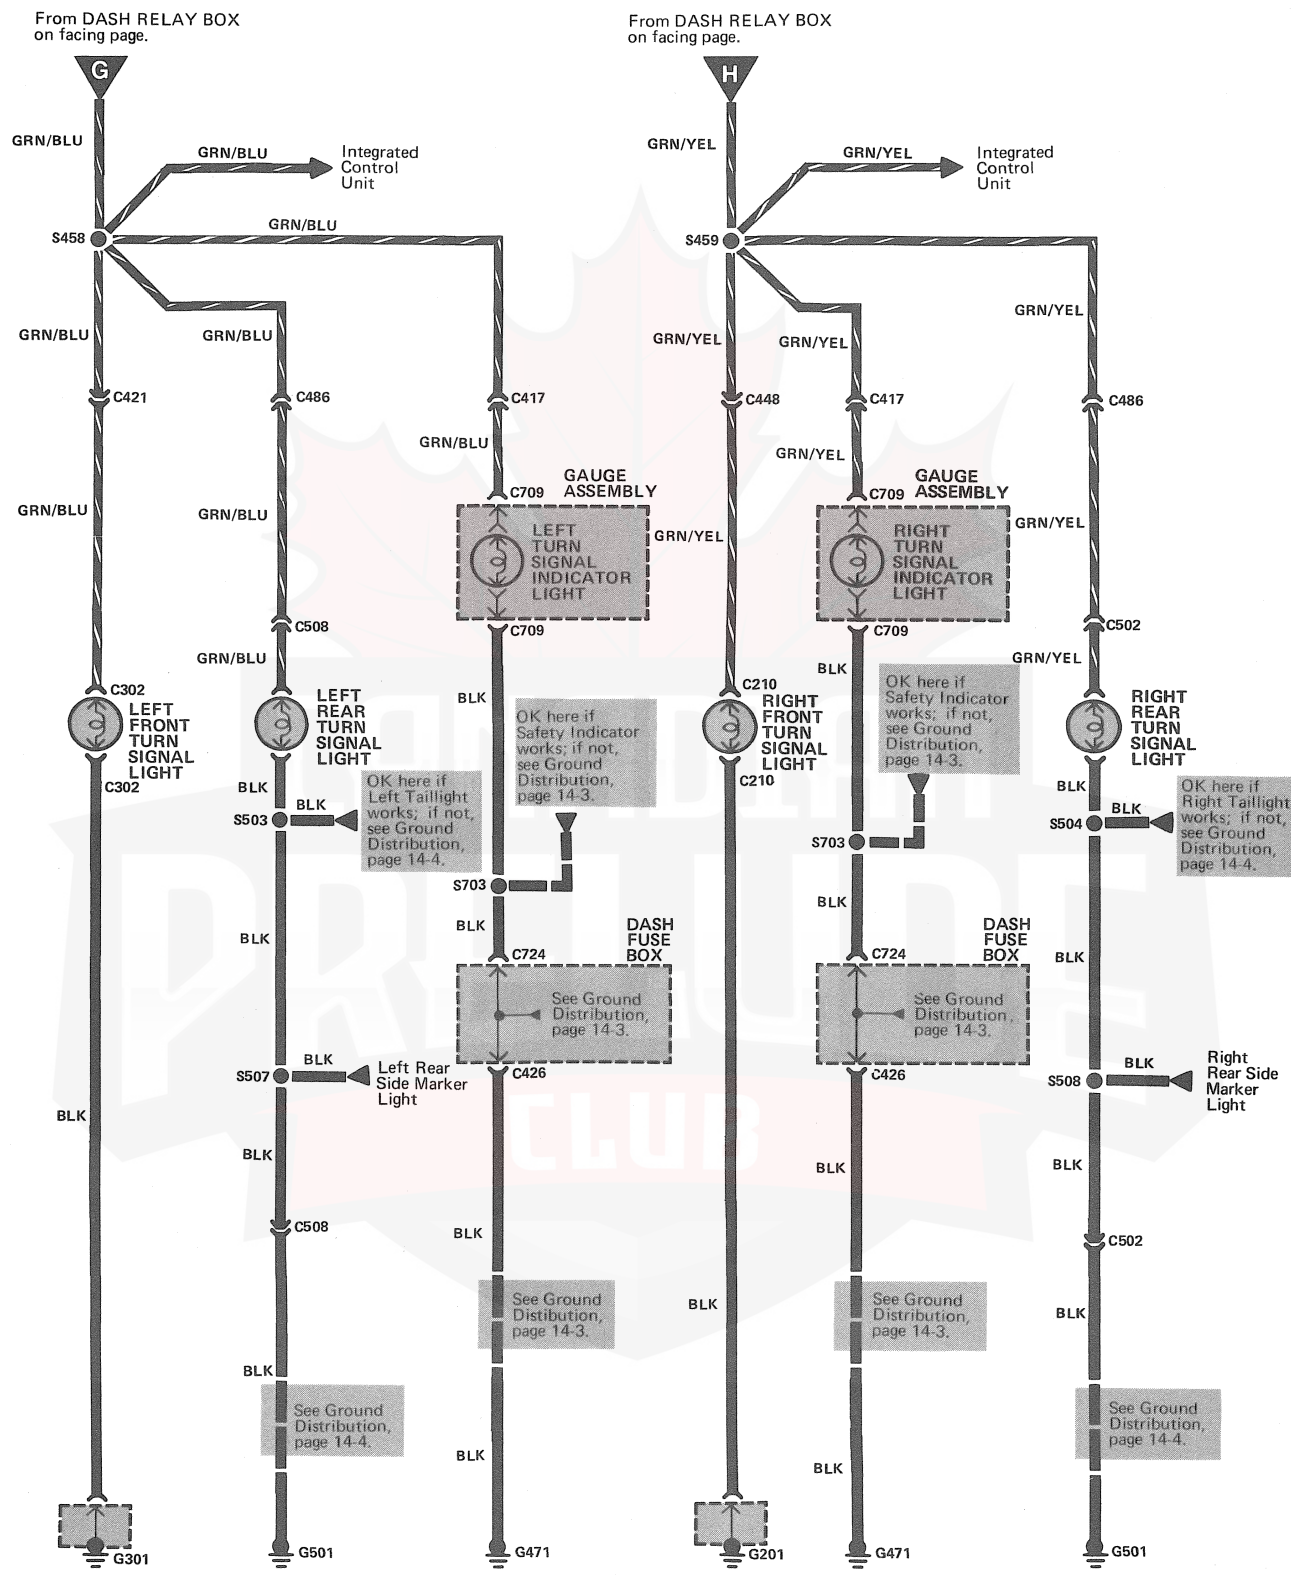 From DASH RELAY BOX
on facing page.
G
GRN/BLU
GRN/BLU
Integrated
Control
Unit
S458
GRN/BLU
GRN/BLU
GRN/BLU
C421
C486
C417
GRN/BLU
GRN/BLU
GRN/BLU
C709
GAUGE
ASSEMBLY
LEFT
TURN
SIGNAL
INDICATOR
LIGHT
C709
C508
GRN/BLU
C302
LEFT
FRONT
TURN
SIGNAL
LIGHT
C302
LEFT
REAR
TURN
SIGNAL
LIGHT
BLK
BLK
S503
OK here if
Left Taillight
works; if not,
see Ground
Distribution,
page 14-4.
BLK
OK here if
Safety Indicator
works; if not,
see Ground
Distribution,
page 14-3.
S703
BLK
BLK
C724
DASH
FUSE
BOX
See Ground
Distribution,
page 14-3.
C426
S507
BLK
Left Rear
Side Marker
Light
BLK
BLK
C508
BLK
See Ground
Distibution,
page 14-3.
BLK
See Ground
Distribution,
page 14-4.
BLK
G301
G501
G471
From DASH RELAY BOX
on facing page.
H
GRN/YEL
GRN/YEL
Integrated
Control
Unit
S459
GRN/YEL
GRN/YEL
GRN/YEL
C448
C417
C486
GRN/YEL
C709
GAUGE
ASSEMBLY
GRN/YEL
GRN/YEL
RIGHT
TURN
SIGNAL
INDICATOR
LIGHT
C709
C502
GRN/YEL
BLK
OK here if
Safety Indicator
works; if not,
see Ground
Distribution,
page 14-3.
C210
RIGHT
FRONT
TURN
SIGNAL
LIGHT
C210
RIGHT
REAR
TURN
SIGNAL
LIGHT
BLK
BLK
S504
OK here if
Right Taillight
works; if not,
see Ground
Distribution,
page 14-4.
S703
BLK
C724
DASH
FUSE
BOX
See Ground
Distribution,
page 14-3.
C426
BLK
S508
BLK
Right
Rear Side
Marker
Light
BLK
BLK
C502
BLK
See Ground
Distribution,
page 14-3.
BLK
See Ground
Distribution,
page 14-4.
BLK
G201
G471
G501
CANADIAN
PRELUDE
CLUB